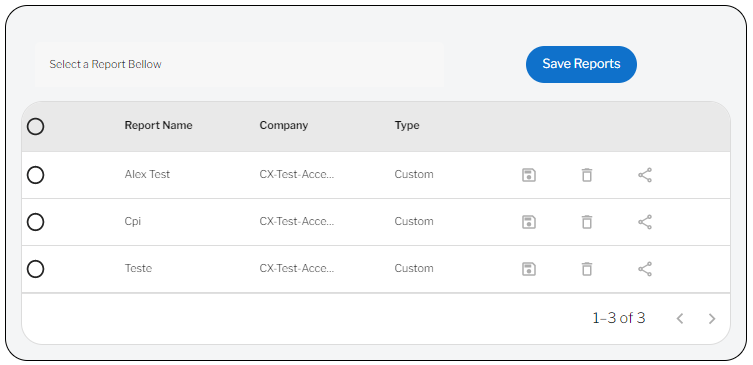 Select a Report Bellow
Save Reports
Report Name Company Type
Alex Test CX-Test-Acce... Custom
Cpi CX-Test-Acce... Custom
Teste CX-Test-Acce... Custom
1–3 of 3